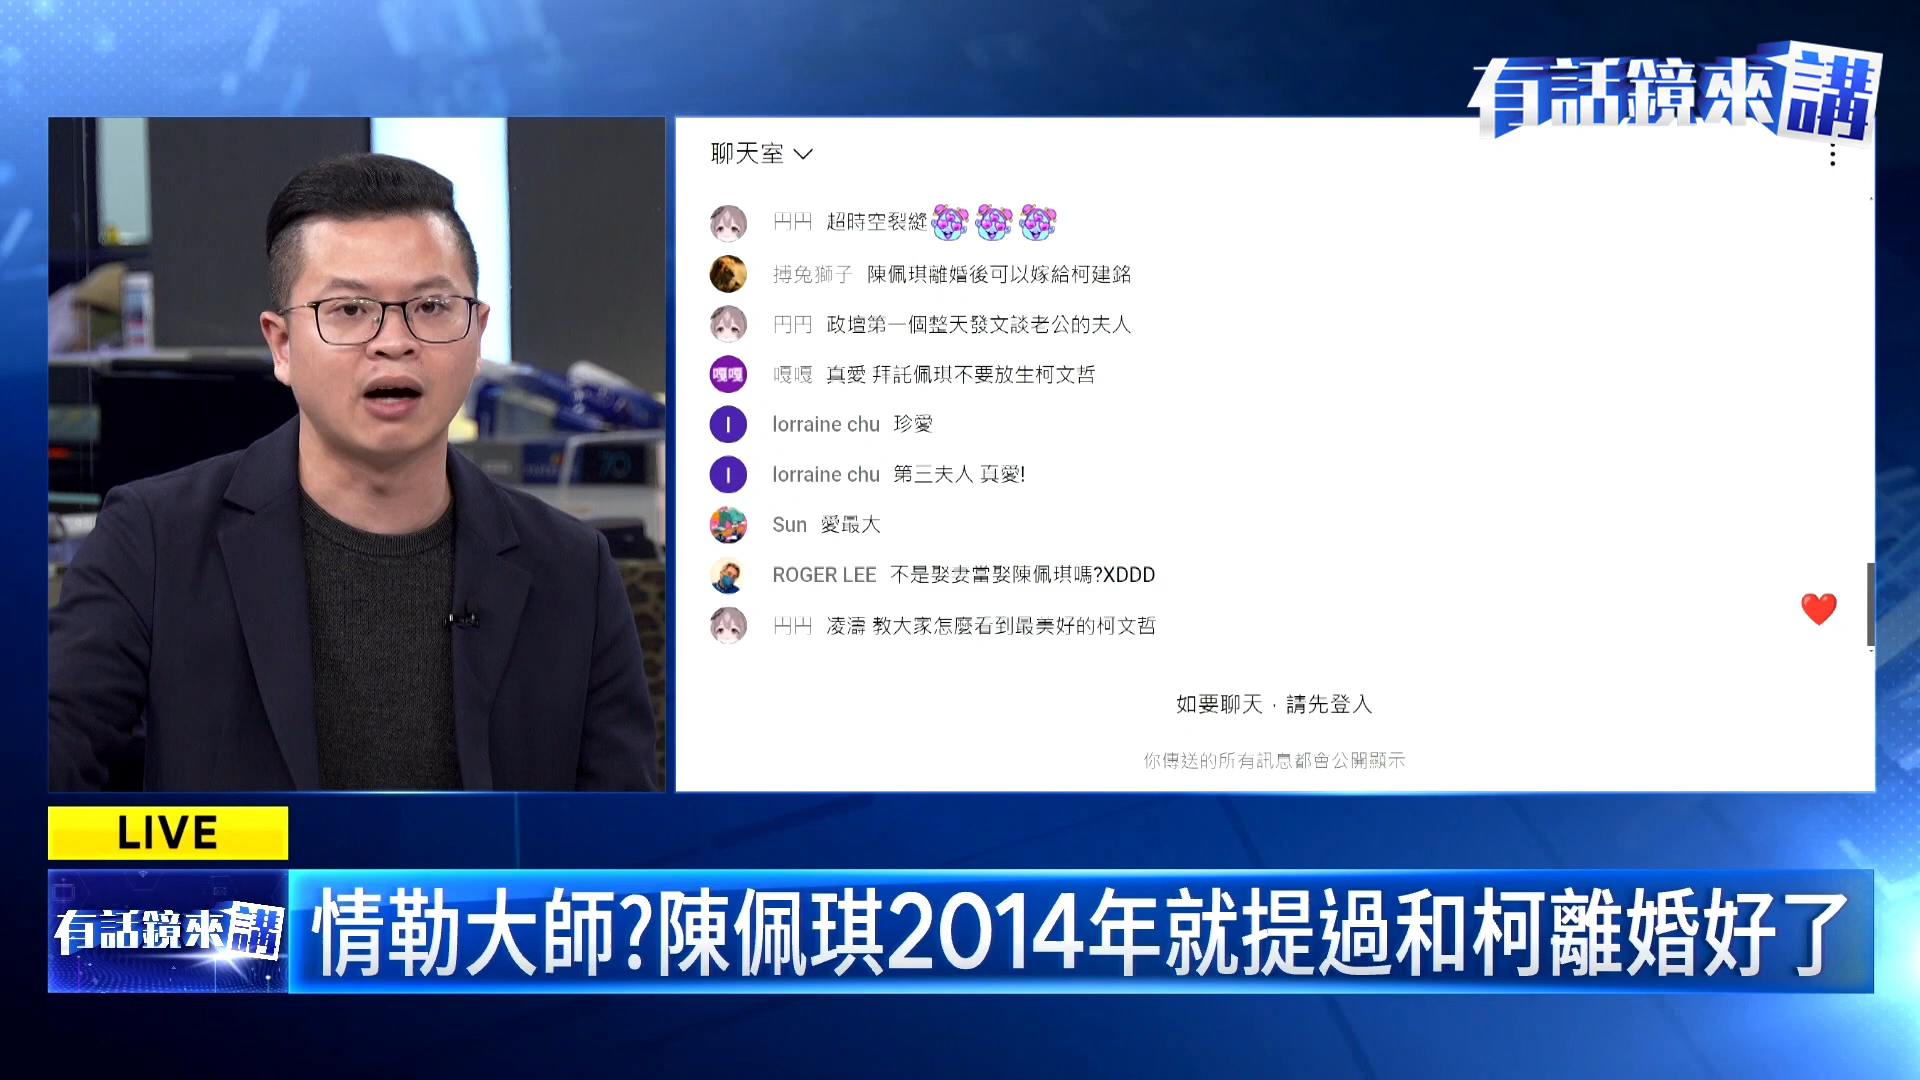 有話鏡來講
聊天室
円円 超時空裂縫
搏兔獅子 陳佩琪離婚後可以嫁給柯建銘
円円 政壇第一個整天發文談老公的夫人
嘎嘎 嘎嘎 真愛 拜託佩琪不要放生柯文哲
l lorraine chu 珍愛
l lorraine chu 第三夫人 真愛!
Sun 愛最大
ROGER LEE 不是娶妻當娶陳佩琪嗎?XDDD
円円 凌濤 教大家怎麼看到最美好的柯文哲
如要聊天，請先登入
你傳送的所有訊息都會公開顯示
LIVE
有話鏡來講
情勒大師?陳佩琪2014年就提過和柯離婚好了